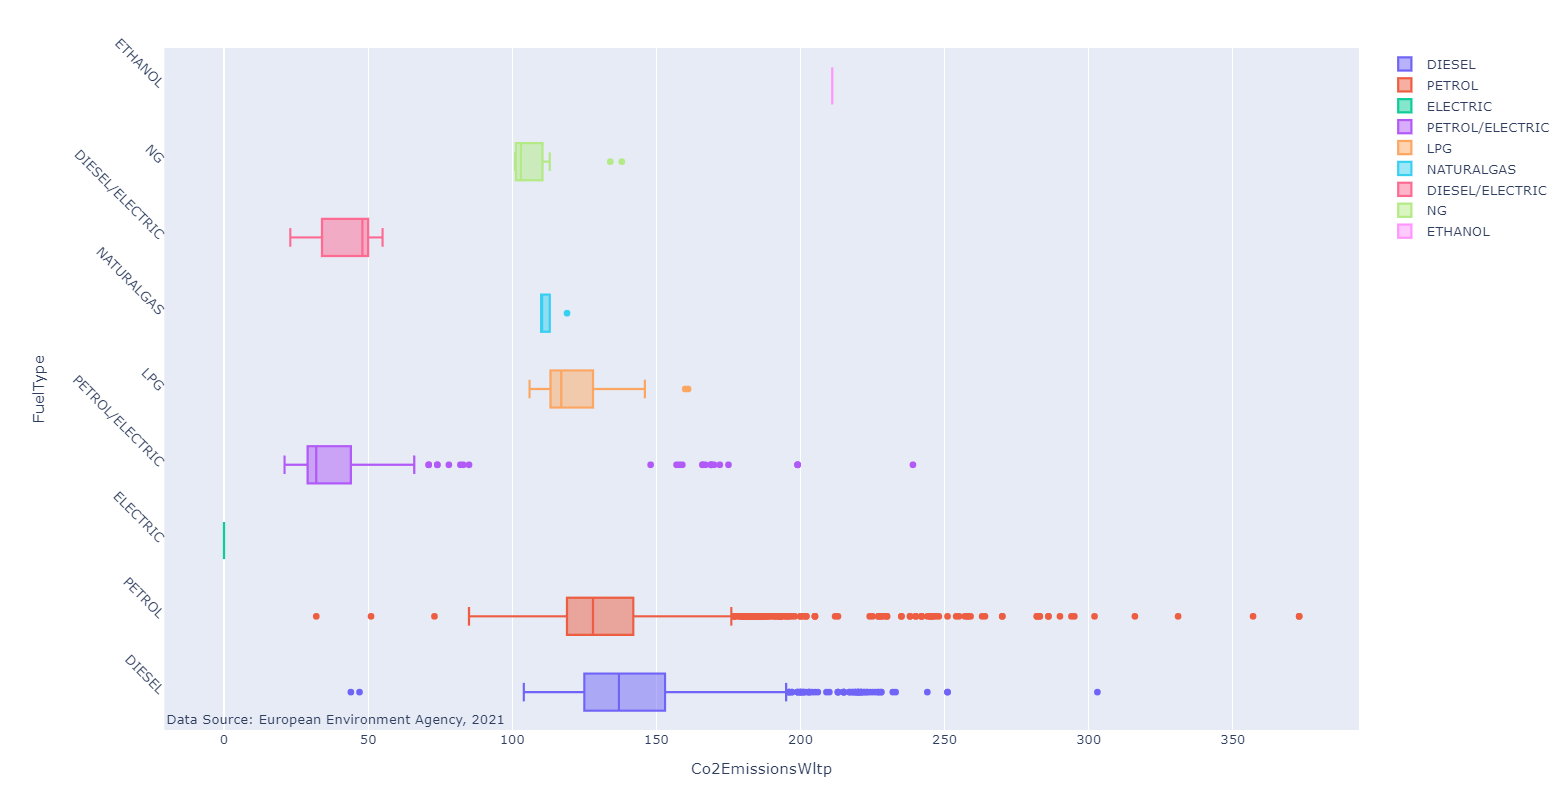 ETHANOL
NG
DIESEL/ELECTRIC
NATURALGAS
LPG
PETROL/ELECTRIC
ELECTRIC
PETROL
DIESEL
FuelType
Data Source: European Environment Agency, 2021
0 50 100 150 200 250 300 350
Co2EmissionsWltp
DIESEL
PETROL
ELECTRIC
PETROL/ELECTRIC
LPG
NATURALGAS
DIESEL/ELECTRIC
NG
ETHANOL